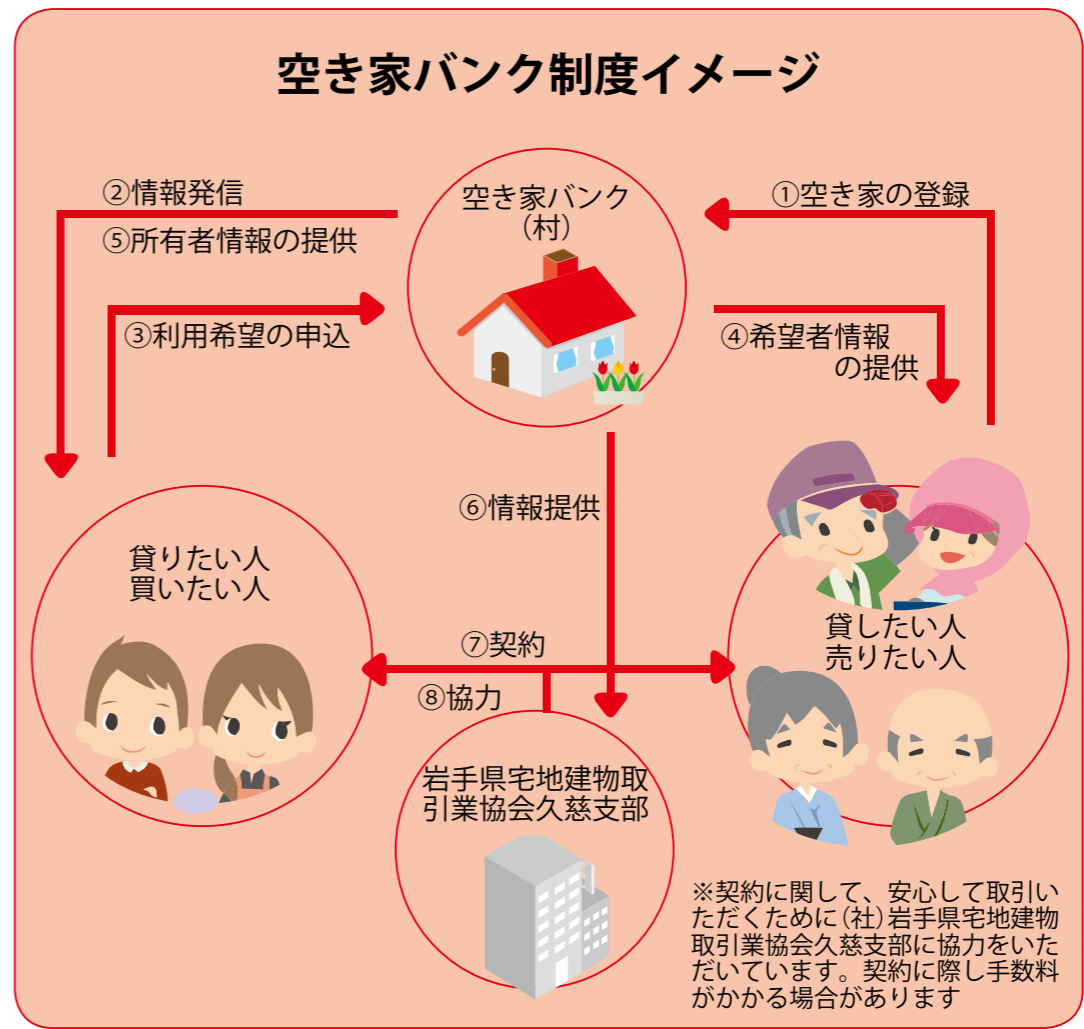 空き家バンク制度イメージ
②情報発信
⑤所有者情報の提供
③利用希望の申込
空き家バンク
（村）
①空き家の登録
④希望者情報
の提供
⑥情報提供
貸りたい人
買いたい人
⑦契約
⑧協力
貸したい人
売りたい人
岩手県宅地建物取
引業協会久慈支部
※契約に関して、安心して取引い
ただくために（社）岩手県宅地建物
取引業協会久慈支部に協力をいた
だいています。契約に際し手数料
がかかる場合があります